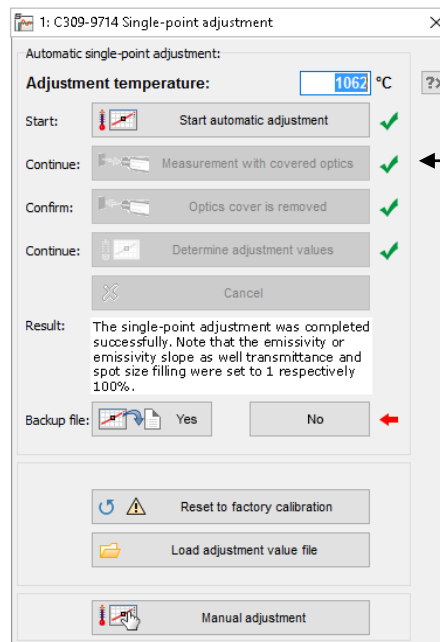 1: C309-9714 Single-point adjustment
Automatic single-point adjustment:
Adjustment temperature: 1062 °C
Start: Start automatic adjustment
Continue: Measurement with covered optics
Confirm: Optics cover is removed
Continue: Determine adjustment values
Cancel
Result: The single-point adjustment was completed
successfully. Note that the emissivity or
emissivity slope as well transmittance and
spot size filling were set to 1 respectively
100%.
Backup file: Yes No
Reset to factory calibration
Load adjustment value file
Manual adjustment